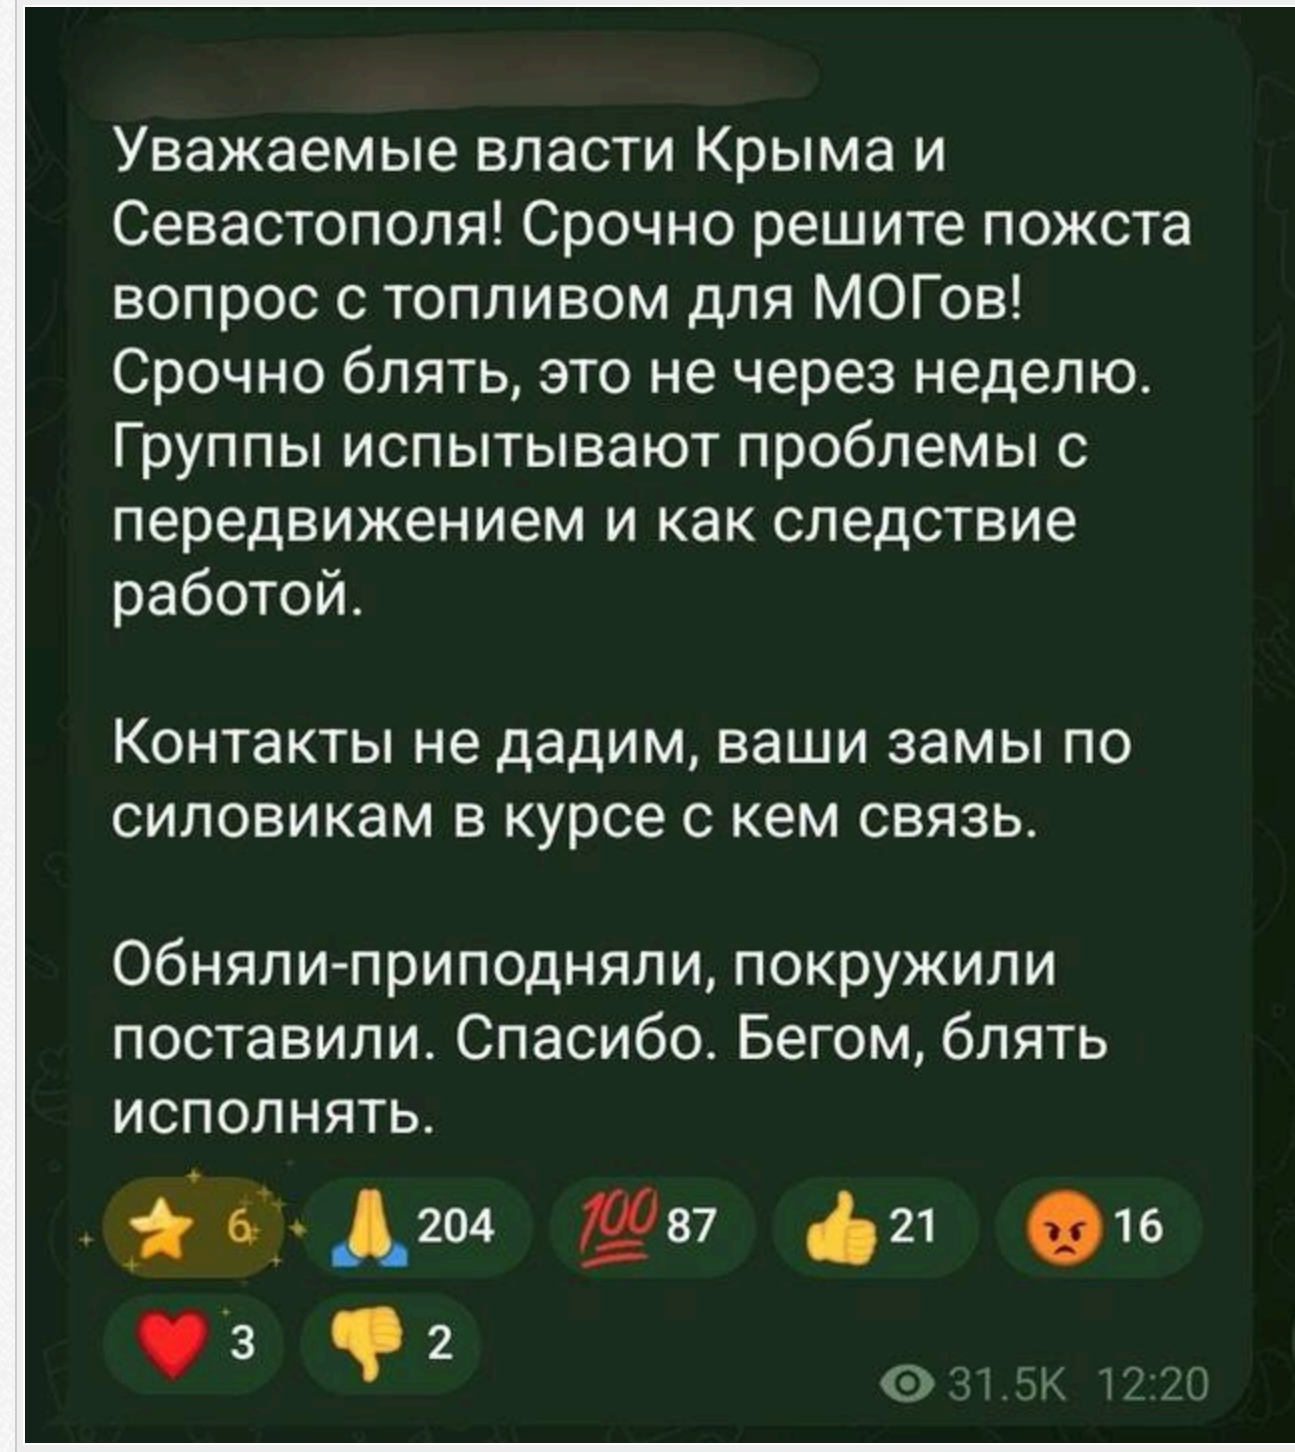 Уважаемые власти Крыма и
Севастополя! Срочно решите пожста
вопрос с топливом для МОГов!
Срочно блять, это не через неделю.
Группы испытывают проблемы с
передвижением и как следствие
работой.
Контакты не дадим, ваши замы по
силовикам в курсе с кем связь.
Обняли-приподняли, покружили
поставили. Спасибо. Бегом, блять
исполнять.
6 204 100 87 21 16
3 2
31.5K 12:20